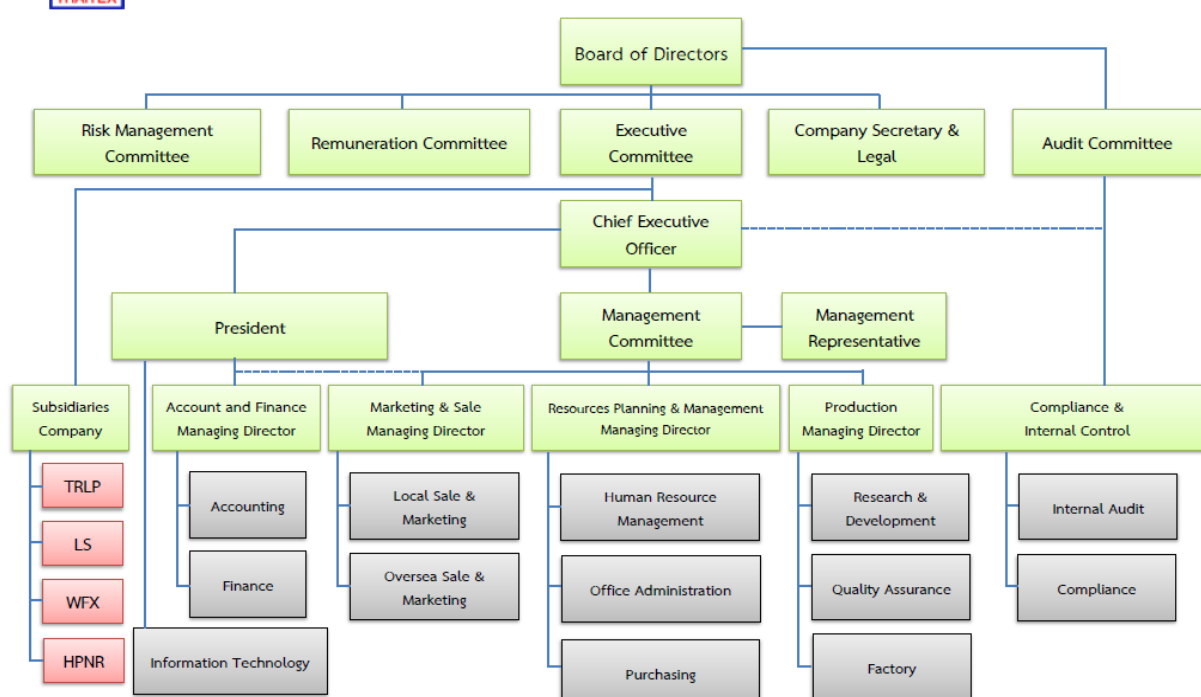 THAITEX
Board of Directors
Risk Management
Committee
Remuneration Committee
Executive
Committee
Company Secretary &
Legal
Audit Committee
Chief Executive
Officer
President
Management
Committee
Management
Representative
Subsidiaries
Company
Account and Finance
Managing Director
Marketing & Sale
Managing Director
Resources Planning & Management
Managing Director
Production
Managing Director
Compliance &
Internal Control
TRLP
LS
WFX
HPNR
Accounting
Finance
Information Technology
Local Sale &
Marketing
Oversea Sale &
Marketing
Human Resource
Management
Office Administration
Purchasing
Research &
Development
Quality Assurance
Factory
Internal Audit
Compliance